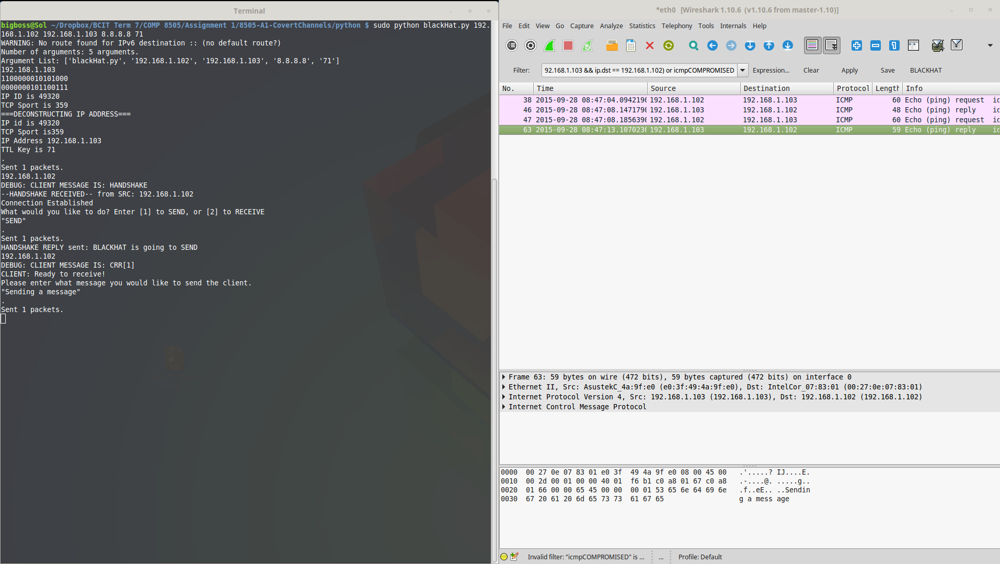 Terminal
bigboss@Sol ~/Dropbox/BCIT Term 7/COMP 8505/Assignment 1/8505-A1-CovertChannels/python $ sudo python blackHat.py 192.
168.1.102 192.168.1.103 8.8.8.8 71
WARNING: No route found for IPv6 destination :: (no default route?)
Number of arguments: 5 arguments.
Argument List: ['blackHat.py', '192.168.1.102', '192.168.1.103', '8.8.8.8', '71']
192.168.1.103
1100000010101000
0000000101100111
IP ID is 49320
TCP Sport is 359
===DECONSTRUCTING IP ADDRESS===
IP id is 49320
TCP Sport is359
IP Address 192.168.1.103
TTL Key is 71
.
Sent 1 packets.
192.168.1.102
DEBUG: CLIENT MESSAGE IS: HANDSHAKE
--HANDSHAKE RECEIVED-- from SRC: 192.168.1.102
Connection Established
What would you like to do? Enter [1] to SEND, or [2] to RECEIVE
"SEND"
.
Sent 1 packets.
HANDSHAKE REPLY sent: BLACKHAT is going to SEND
192.168.1.102
DEBUG: CLIENT MESSAGE IS: CRR[1]
CLIENT: Ready to receive!
Please enter what message you would like to send the client.
"Sending a message"
.
Sent 1 packets.
*eth0 [Wireshark 1.10.6 (v1.10.6 from master-1.10)]
File Edit View Go Capture Analyze Statistics Telephony Tools Internals Help
Filter: 92.168.1.103 && ip.dst == 192.168.1.102) or icmpCOMPROMISED Expression... Clear Apply Save BLACKHAT
No. Time Source Destination Protocol Length Info
38 2015-09-28 08:47:04.0942190 192.168.1.102 192.168.1.103 ICMP 60 Echo (ping) request
46 2015-09-28 08:47:08.1471790 192.168.1.103 192.168.1.102 ICMP 48 Echo (ping) reply
47 2015-09-28 08:47:08.1856390 192.168.1.102 192.168.1.103 ICMP 60 Echo (ping) request
63 2015-09-28 08:47:13.1070230 192.168.1.103 192.168.1.102 ICMP 59 Echo (ping) reply
Frame 63: 59 bytes on wire (472 bits), 59 bytes captured (472 bits) on interface 0
Ethernet II, Src: AsustekC_4a:9f:e0 (e0:3f:49:4a:9f:e0), Dst: IntelCor_07:83:01 (00:27:0e:07:83:01)
Internet Protocol Version 4, Src: 192.168.1.103 (192.168.1.103), Dst: 192.168.1.102 (192.168.1.102)
Internet Control Message Protocol
0000 00 27 0e 07 83 01 e0 3f 49 4a 9f e0 08 00 45 00 .'.....? IJ....E.
0010 00 2d 00 01 00 00 40 01 f6 b1 c0 a8 01 67 c0 a8 .-....@. .....g..
0020 01 66 00 00 65 45 00 00 00 01 53 65 6e 64 69 6e .f..eE.. ..Sendin
0030 67 20 61 20 6d 65 73 73 61 67 65 g a mess age
Invalid filter: "icmpCOMPROMISED" is ... ... Profile: Default